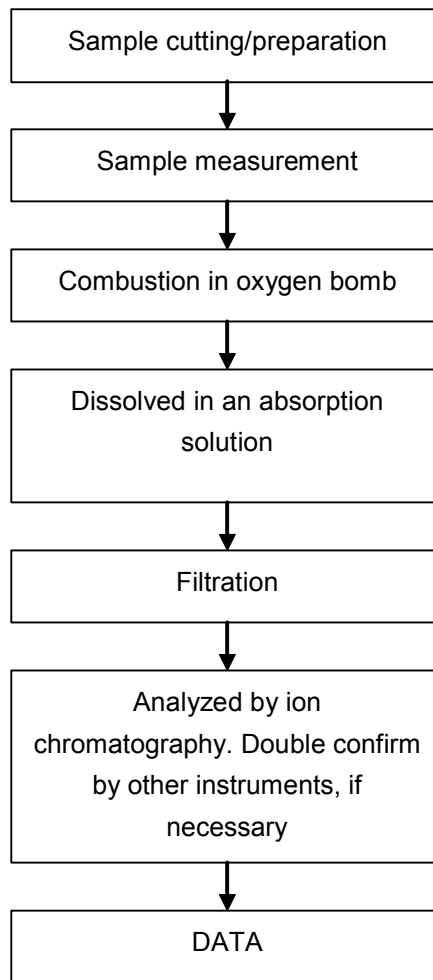 Sample cutting/preparation
Sample measurement
Combustion in oxygen bomb
Dissolved in an absorption
solution
Filtration
Analyzed by ion
chromatography. Double confirm
by other instruments, if
necessary
DATA